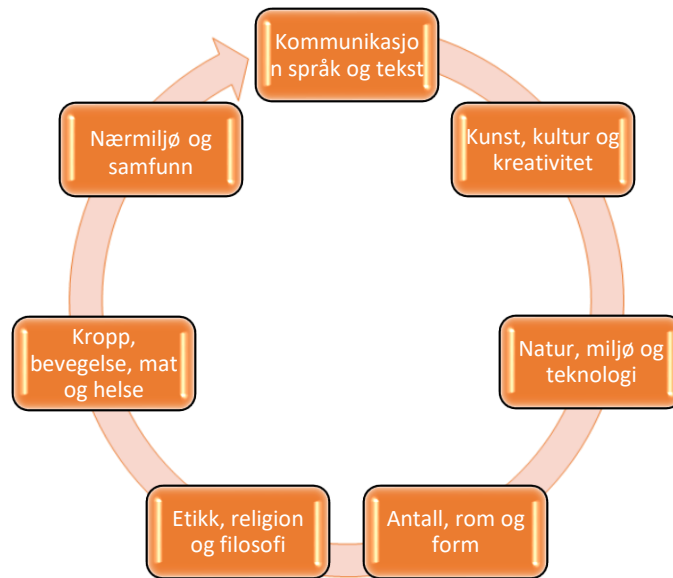 Kommunikasjo
n språk og tekst
Kunst, kultur og
kreativitet
Natur, miljø og
teknologi
Antall, rom og
form
Etikk, religion
og filosofi
Kropp,
bevegelse, mat
og helse
Nærmiljø og
samfunn